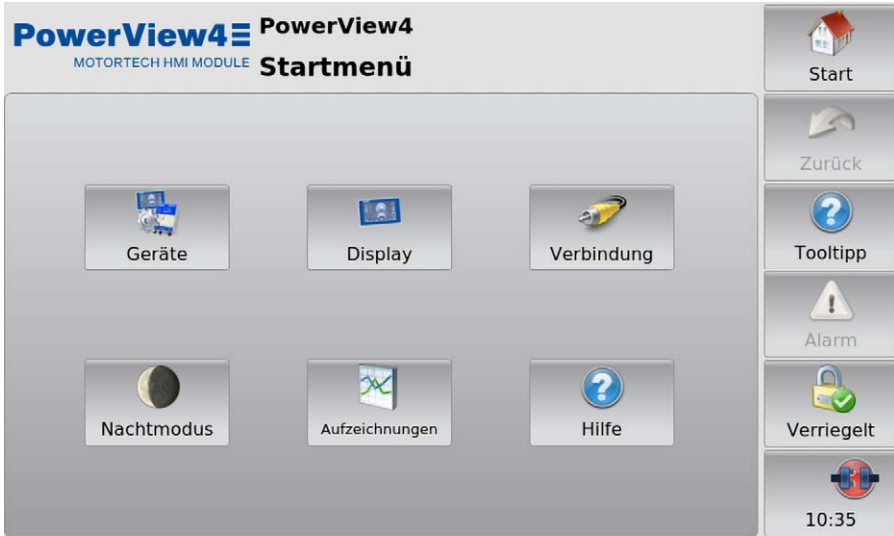 PowerView4
MOTORTECH HMI MODULE
PowerView4
Startmenü
Start
Zurück
Tooltipp
Alarm
Verriegelt
10:35
Geräte
Display
Verbindung
Nachtmodus
Aufzeichnungen
Hilfe